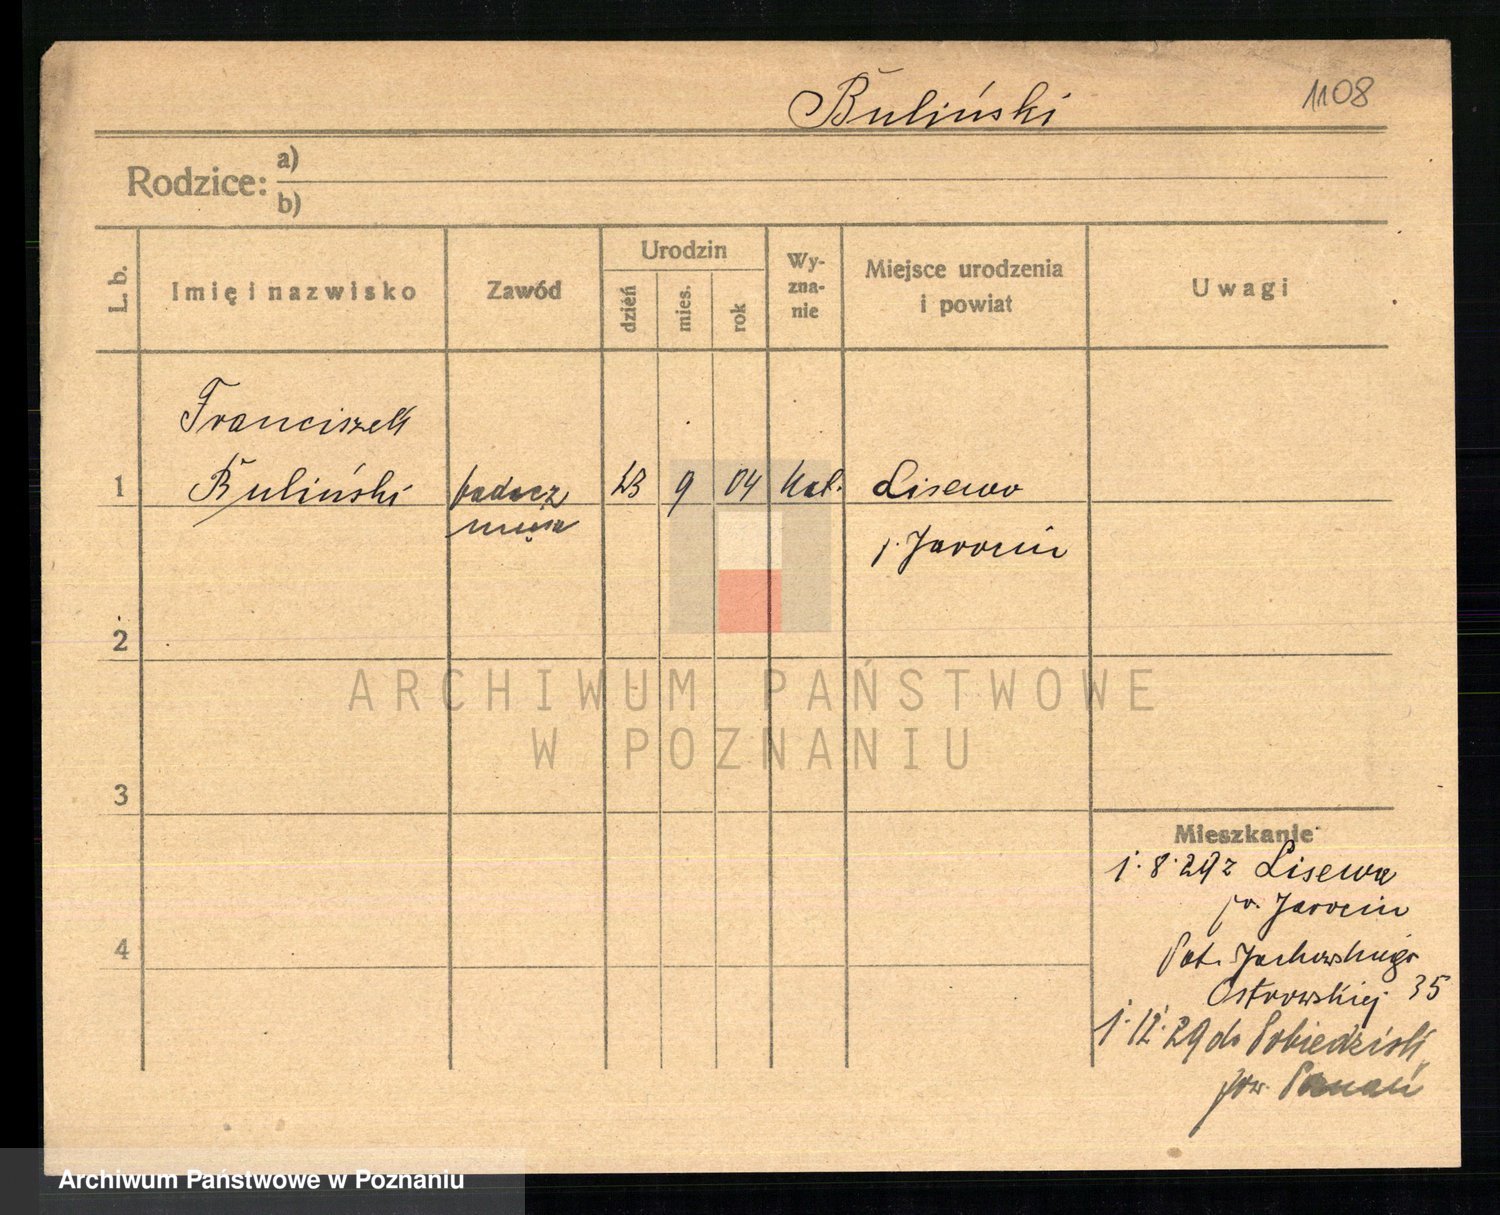 Buliński 1108
Rodzice: a)
b)
L. b. Imię i nazwisko Zawód Urodzin dzień mies. rok Wy-zna-nie Miejsce urodzenia i powiat Uwagi
Franciszek
1 Buliński 23 9 04 kat. Lisewo
p. Jarocin
2
ARCHIWUM PAŃSTWOWE
W POZNANIU
3
Mieszkanie
1.8.29 z Lisewa
p. Jarocin
4
Ostrowskiej 35
1.12.29 do Pobiedzisk
pow. Poznań
Archiwum Państwowe w Poznaniu